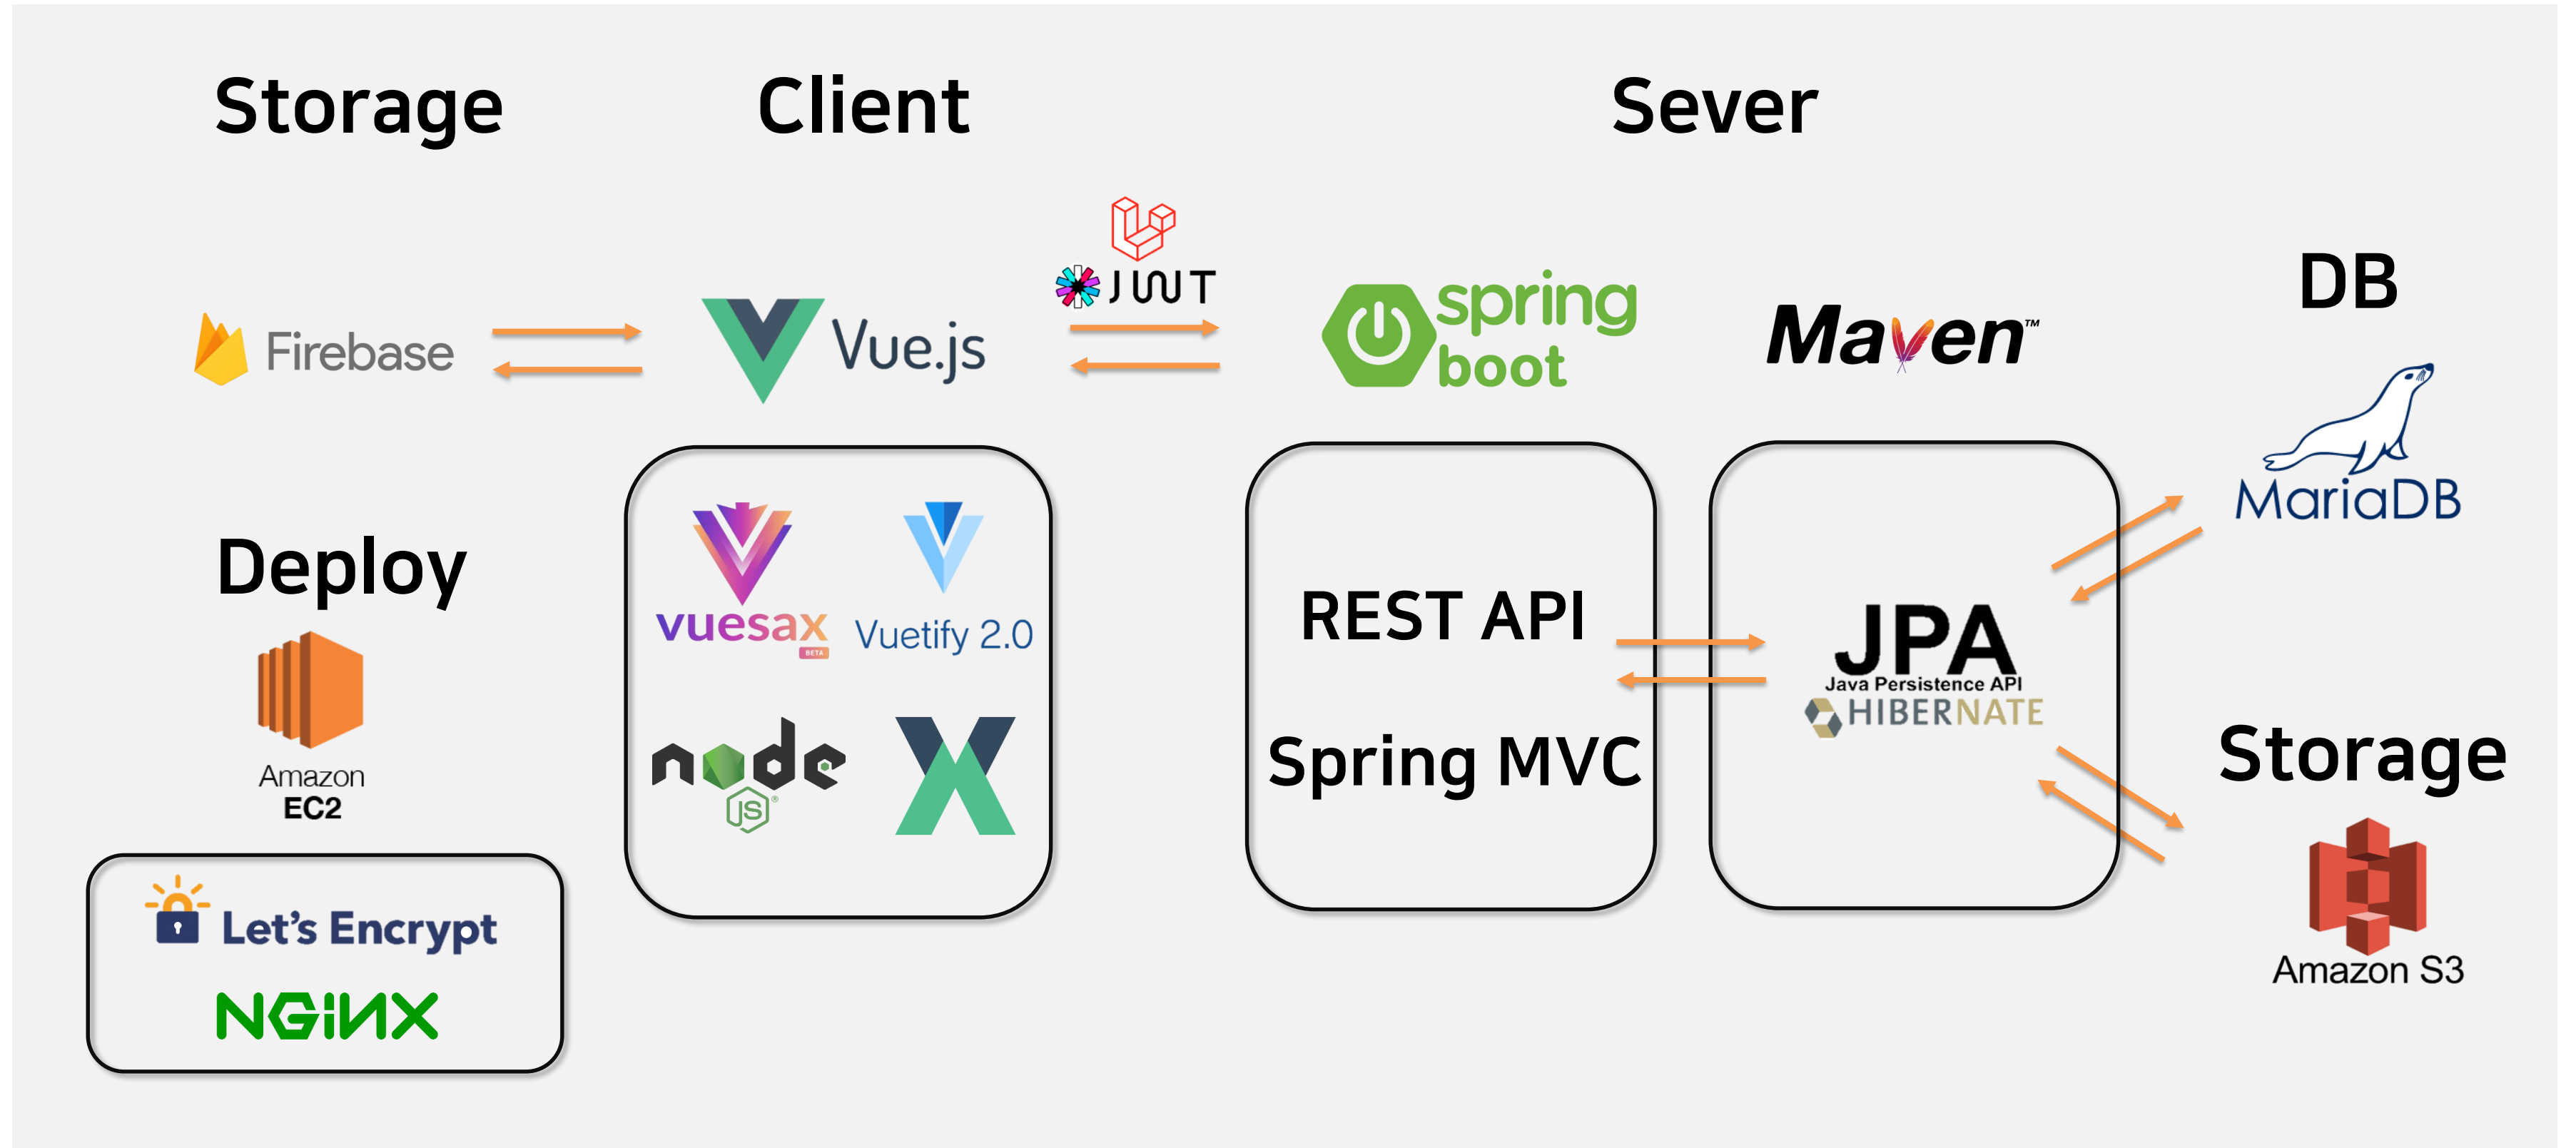 Storage
Client
Sever
Firebase
Vue.js
JWT
spring
boot
Maven™
DB
MariaDB
Deploy
Amazon
EC2
Let's Encrypt
NGiNX
vuesax
BETA
Vuetify 2.0
node
JS®
REST API
Spring MVC
JPA
Java Persistence API
HIBERNATE
Storage
Amazon S3